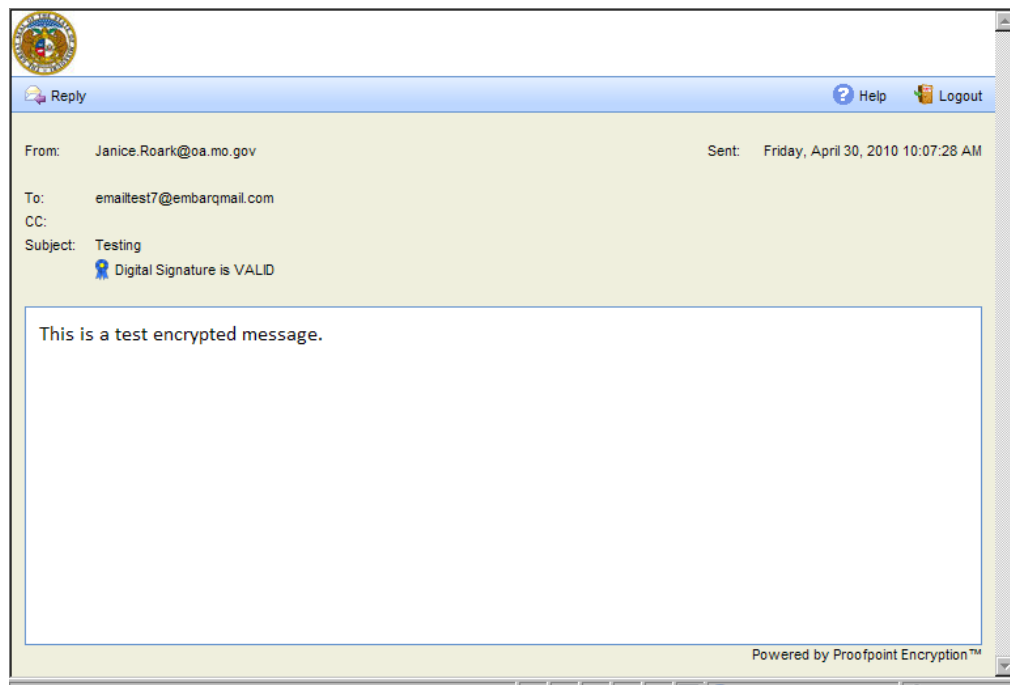 Reply
Help Logout
From: Janice.Roark@oa.mo.gov Sent: Friday, April 30, 2010 10:07:28 AM
To: emailtest7@embarqmail.com
CC:
Subject: Testing
Digital Signature is VALID
This is a test encrypted message.
Powered by Proofpoint Encryption™